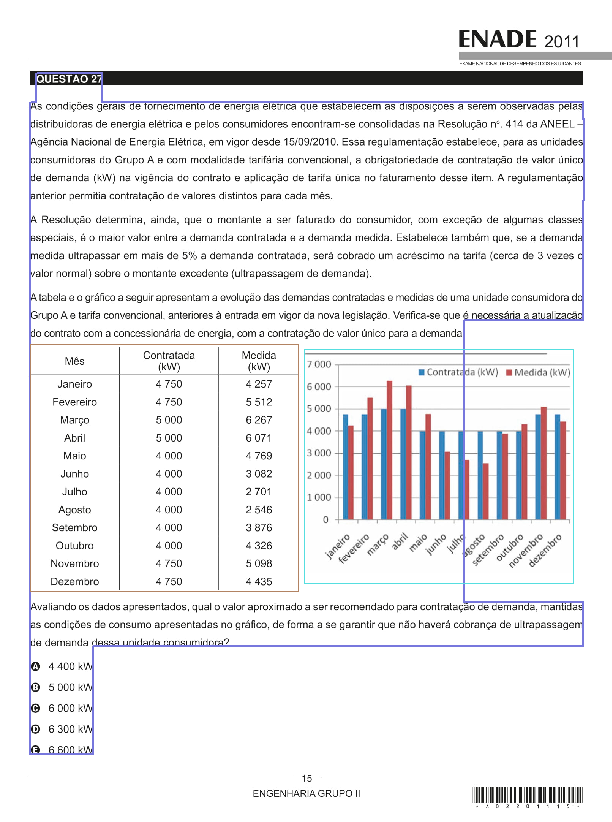 ENADE 2011
EXAME NACIONAL DE DESEMPENHO DOS ESTUDANTES
QUESTÃO 27
As condições gerais de fornecimento de energia elétrica que estabelecem as disposições a serem observadas pelas
distribuidoras de energia elétrica e pelos consumidores encontram-se consolidadas na Resolução nº. 414 da ANEEL –
Agência Nacional de Energia Elétrica, em vigor desde 15/09/2010. Essa regulamentação estabelece, para as unidades
consumidoras do Grupo A e com modalidade tarifária convencional, a obrigatoriedade de contratação de valor único
de demanda (kW) na vigência do contrato e aplicação de tarifa única no faturamento desse item. A regulamentação
anterior permitia contratação de valores distintos para cada mês.
A Resolução determina, ainda, que o montante a ser faturado do consumidor, com exceção de algumas classes
especiais, é o maior valor entre a demanda contratada e a demanda medida. Estabelece também que, se a demanda
medida ultrapassar em mais de 5% a demanda contratada, será cobrado um acréscimo na tarifa (cerca de 3 vezes o
valor normal) sobre o montante excedente (ultrapassagem de demanda).
A tabela e o gráfico a seguir apresentam a evolução das demandas contratadas e medidas de uma unidade consumidora do
Grupo A e tarifa convencional, anteriores à entrada em vigor da nova legislação. Verifica-se que é necessária a atualização
do contrato com a concessionária de energia, com a contratação de valor único para a demanda.
Mês Contratada (kW) Medida (kW)
Janeiro 4 750 4 257
Fevereiro 4 750 5 512
Março 5 000 6 267
Abril 5 000 6 071
Maio 4 000 4 769
Junho 4 000 3 082
Julho 4 000 2 701
Agosto 4 000 2 546
Setembro 4 000 3 876
Outubro 4 000 4 326
Novembro 4 750 5 098
Dezembro 4 750 4 435
7 000
Contratada (kW) Medida (kW)
6 000
5 000
4 000
3 000
2 000
1 000
0
janeiro fevereiro março abril maio junho julho agosto setembro outubro novembro dezembro
Avaliando os dados apresentados, qual o valor aproximado a ser recomendado para contratação de demanda, mantidas
as condições de consumo apresentadas no gráfico, de forma a se garantir que não haverá cobrança de ultrapassagem
de demanda dessa unidade consumidora?
A 4 400 kW
B 5 000 kW
C 6 000 kW
D 6 300 kW
E 6 600 kW
15
ENGENHARIA GRUPO II